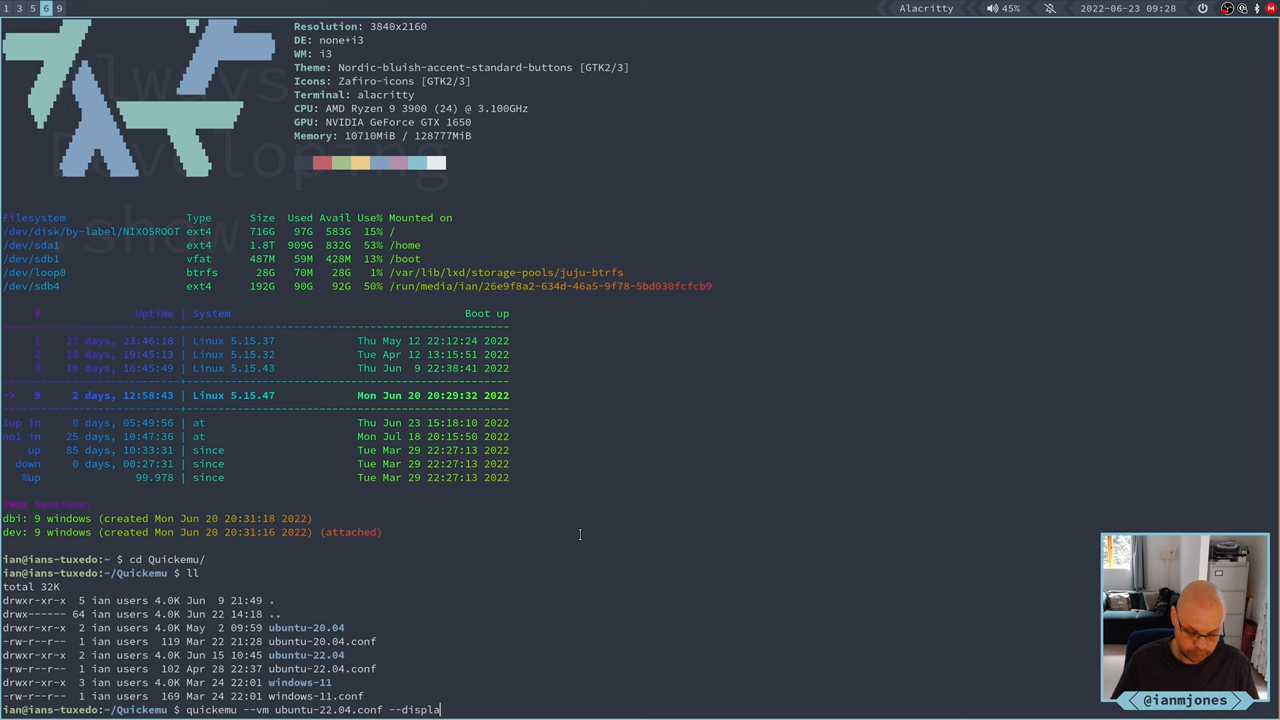 1 3 5 6 9
Alacritty
45%
2022-06-23 09:28
Resolution: 3840x2160
DE: none+i3
WM: i3
Theme: Nordic-bluish-accent-standard-buttons [GTK2/3]
Icons: Zafiro-icons [GTK2/3]
Terminal: alacritty
CPU: AMD Ryzen 9 3900 (24) @ 3.100GHz
GPU: NVIDIA GeForce GTX 1650
Memory: 10710MiB / 128777MiB
Always
Developing
show
Filesystem Type Size Used Avail Use% Mounted on
/dev/disk/by-label/NIXOSROOT ext4 716G 97G 583G 15% /
/dev/sda1 ext4 1.8T 909G 832G 53% /home
/dev/sdb1 vfat 487M 59M 428M 13% /boot
/dev/loop0 btrfs 28G 70M 28G 1% /var/lib/lxd/storage-pools/juju-btrfs
/dev/sdb4 ext4 192G 90G 92G 50% /run/media/ian/26e9f8a2-634d-46a5-9f78-5bd030fcfcb9
# Uptime | System Boot up
1 27 days, 23:46:18 | Linux 5.15.37 Thu May 12 22:12:24 2022
2 15 days, 19:45:13 | Linux 5.15.32 Tue Apr 12 13:15:51 2022
3 10 days, 16:45:49 | Linux 5.15.43 Thu Jun 9 22:38:41 2022
-> 9 2 days, 12:58:43 | Linux 5.15.47 Mon Jun 20 20:29:32 2022
1up in 0 days, 05:49:56 | at Thu Jun 23 15:18:10 2022
no1 in 25 days, 10:47:36 | at Mon Jul 18 20:15:50 2022
up 85 days, 10:33:31 | since Tue Mar 29 22:27:13 2022
down 0 days, 00:27:31 | since Tue Mar 29 22:27:13 2022
%up 99.978 | since Tue Mar 29 22:27:13 2022
TMUX Sessions:
dbi: 9 windows (created Mon Jun 20 20:31:18 2022)
dev: 9 windows (created Mon Jun 20 20:31:16 2022) (attached)
ian@ians-tuxedo:~ $ cd Quickemu/
ian@ians-tuxedo:~/Quickemu $ ll
total 32K
drwxr-xr-x 5 ian users 4.0K Jun 9 21:49 .
drwx------ 64 ian users 4.0K Jun 22 14:18 ..
drwxr-xr-x 2 ian users 4.0K May 2 09:59 ubuntu-20.04
-rw-r--r-- 1 ian users 119 Mar 22 21:28 ubuntu-20.04.conf
drwxr-xr-x 2 ian users 4.0K Jun 15 10:45 ubuntu-22.04
-rw-r--r-- 1 ian users 102 Apr 28 22:37 ubuntu-22.04.conf
drwxr-xr-x 3 ian users 4.0K Mar 24 22:01 windows-11
-rw-r--r-- 1 ian users 169 Mar 24 22:01 windows-11.conf
ian@ians-tuxedo:~/Quickemu $ quickemu --vm ubuntu-22.04.conf --displa
@ianmjones